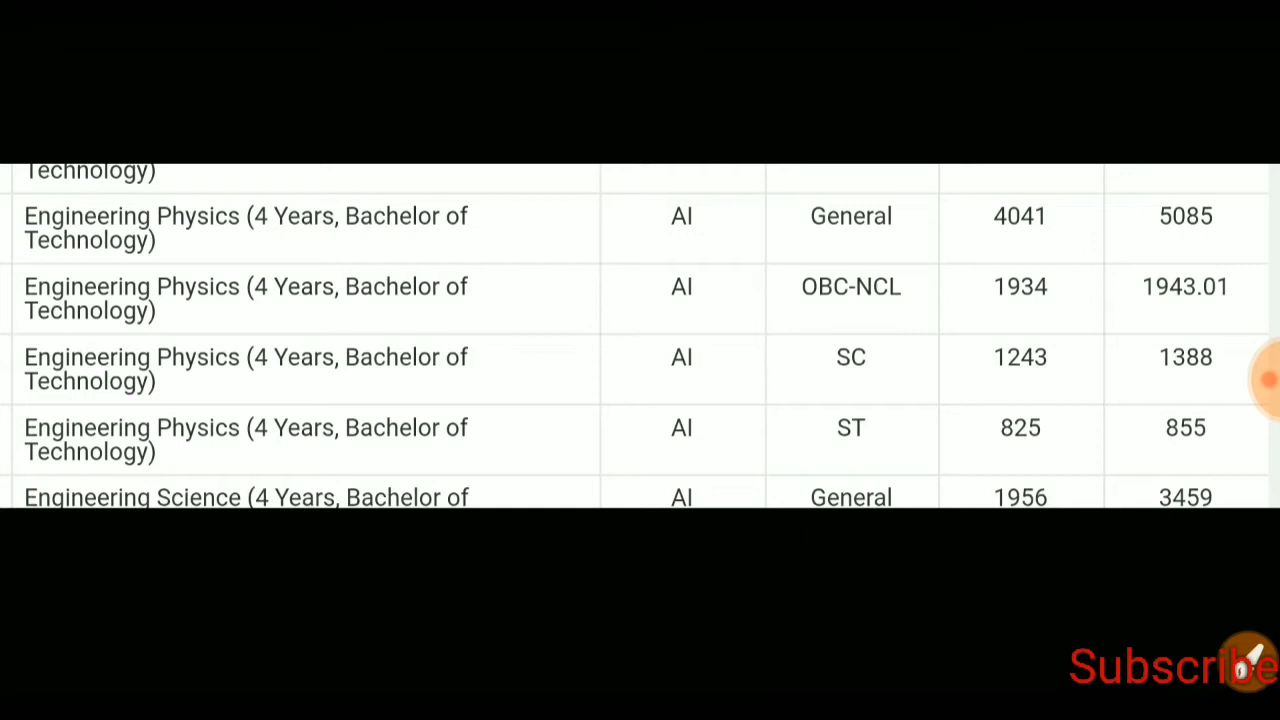 Technology)
Engineering Physics (4 Years, Bachelor of Technology) AI General 4041 5085
Engineering Physics (4 Years, Bachelor of Technology) AI OBC-NCL 1934 1943.01
Engineering Physics (4 Years, Bachelor of Technology) AI SC 1243 1388
Engineering Physics (4 Years, Bachelor of Technology) AI ST 825 855
Engineering Science (4 Years, Bachelor of AI General 1956 3459
Subscribe